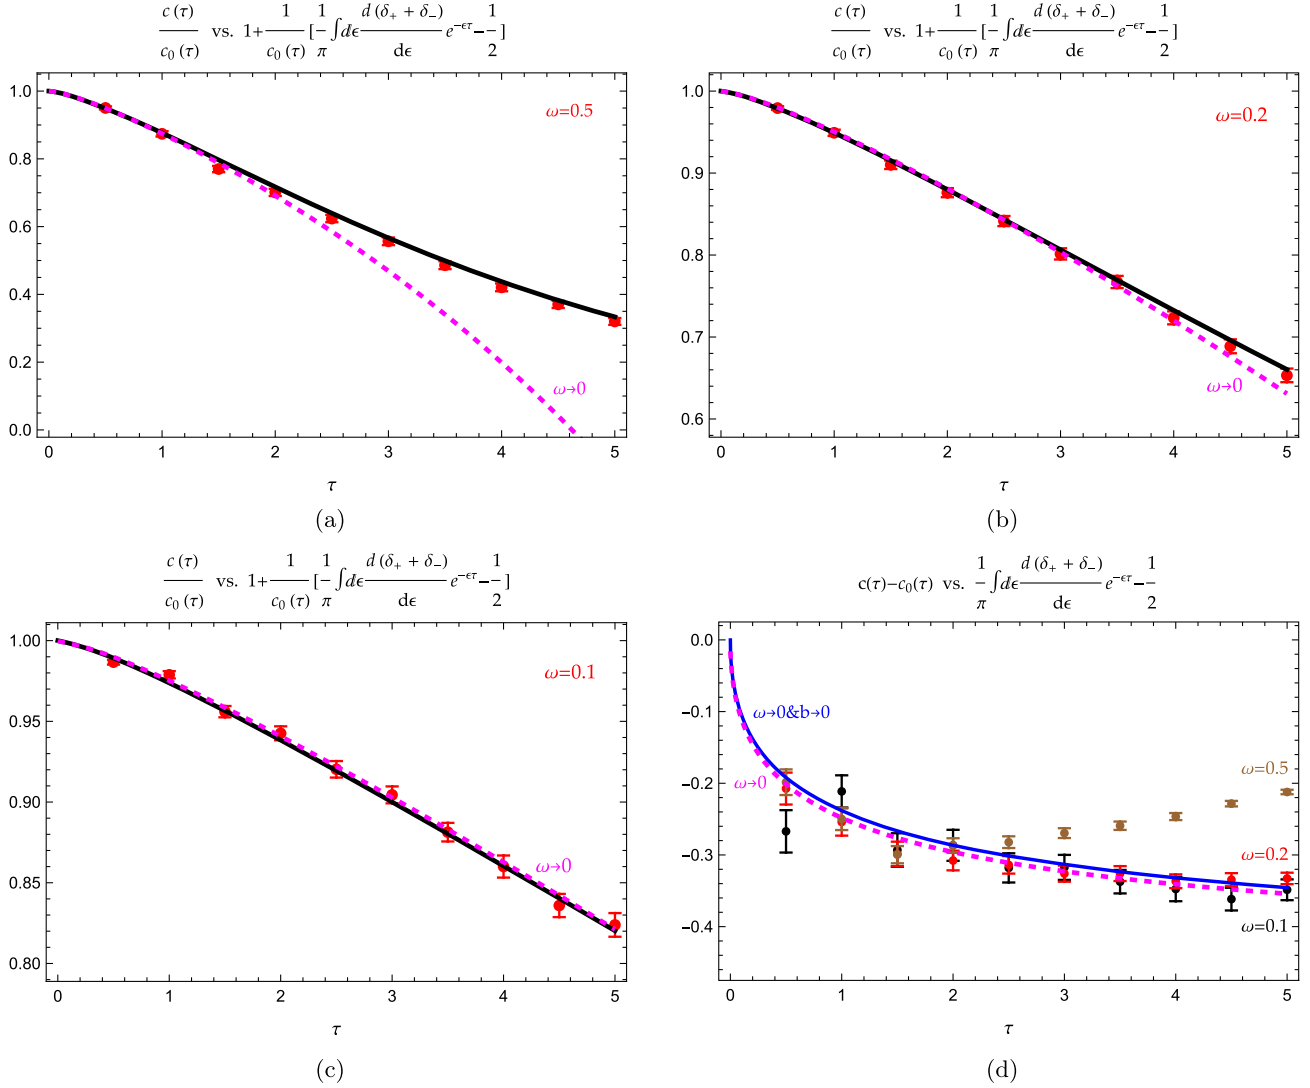 c(τ)/c₀(τ) vs. 1+1/c₀(τ)[1/π∫dϵ d(δ₊+δ₋)/dϵ e^{-ϵτ}-1/2]
ω=0.5
ω→0
1.0
0.8
0.6
0.4
0.2
0.0
0 1 2 3 4 5
τ
(a)
c(τ)/c₀(τ) vs. 1+1/c₀(τ)[1/π∫dϵ d(δ₊+δ₋)/dϵ e^{-ϵτ}-1/2]
ω=0.2
ω→0
1.0
0.9
0.8
0.7
0.6
0 1 2 3 4 5
τ
(b)
c(τ)/c₀(τ) vs. 1+1/c₀(τ)[1/π∫dϵ d(δ₊+δ₋)/dϵ e^{-ϵτ}-1/2]
ω=0.1
ω→0
1.00
0.95
0.90
0.85
0.80
0 1 2 3 4 5
τ
(c)
c(τ)-c₀(τ) vs. 1/π∫dϵ d(δ₊+δ₋)/dϵ e^{-ϵτ}-1/2
ω→0&b→0
ω→0
ω=0.5
ω=0.2
ω=0.1
0.0
-0.1
-0.2
-0.3
-0.4
0 1 2 3 4 5
τ
(d)